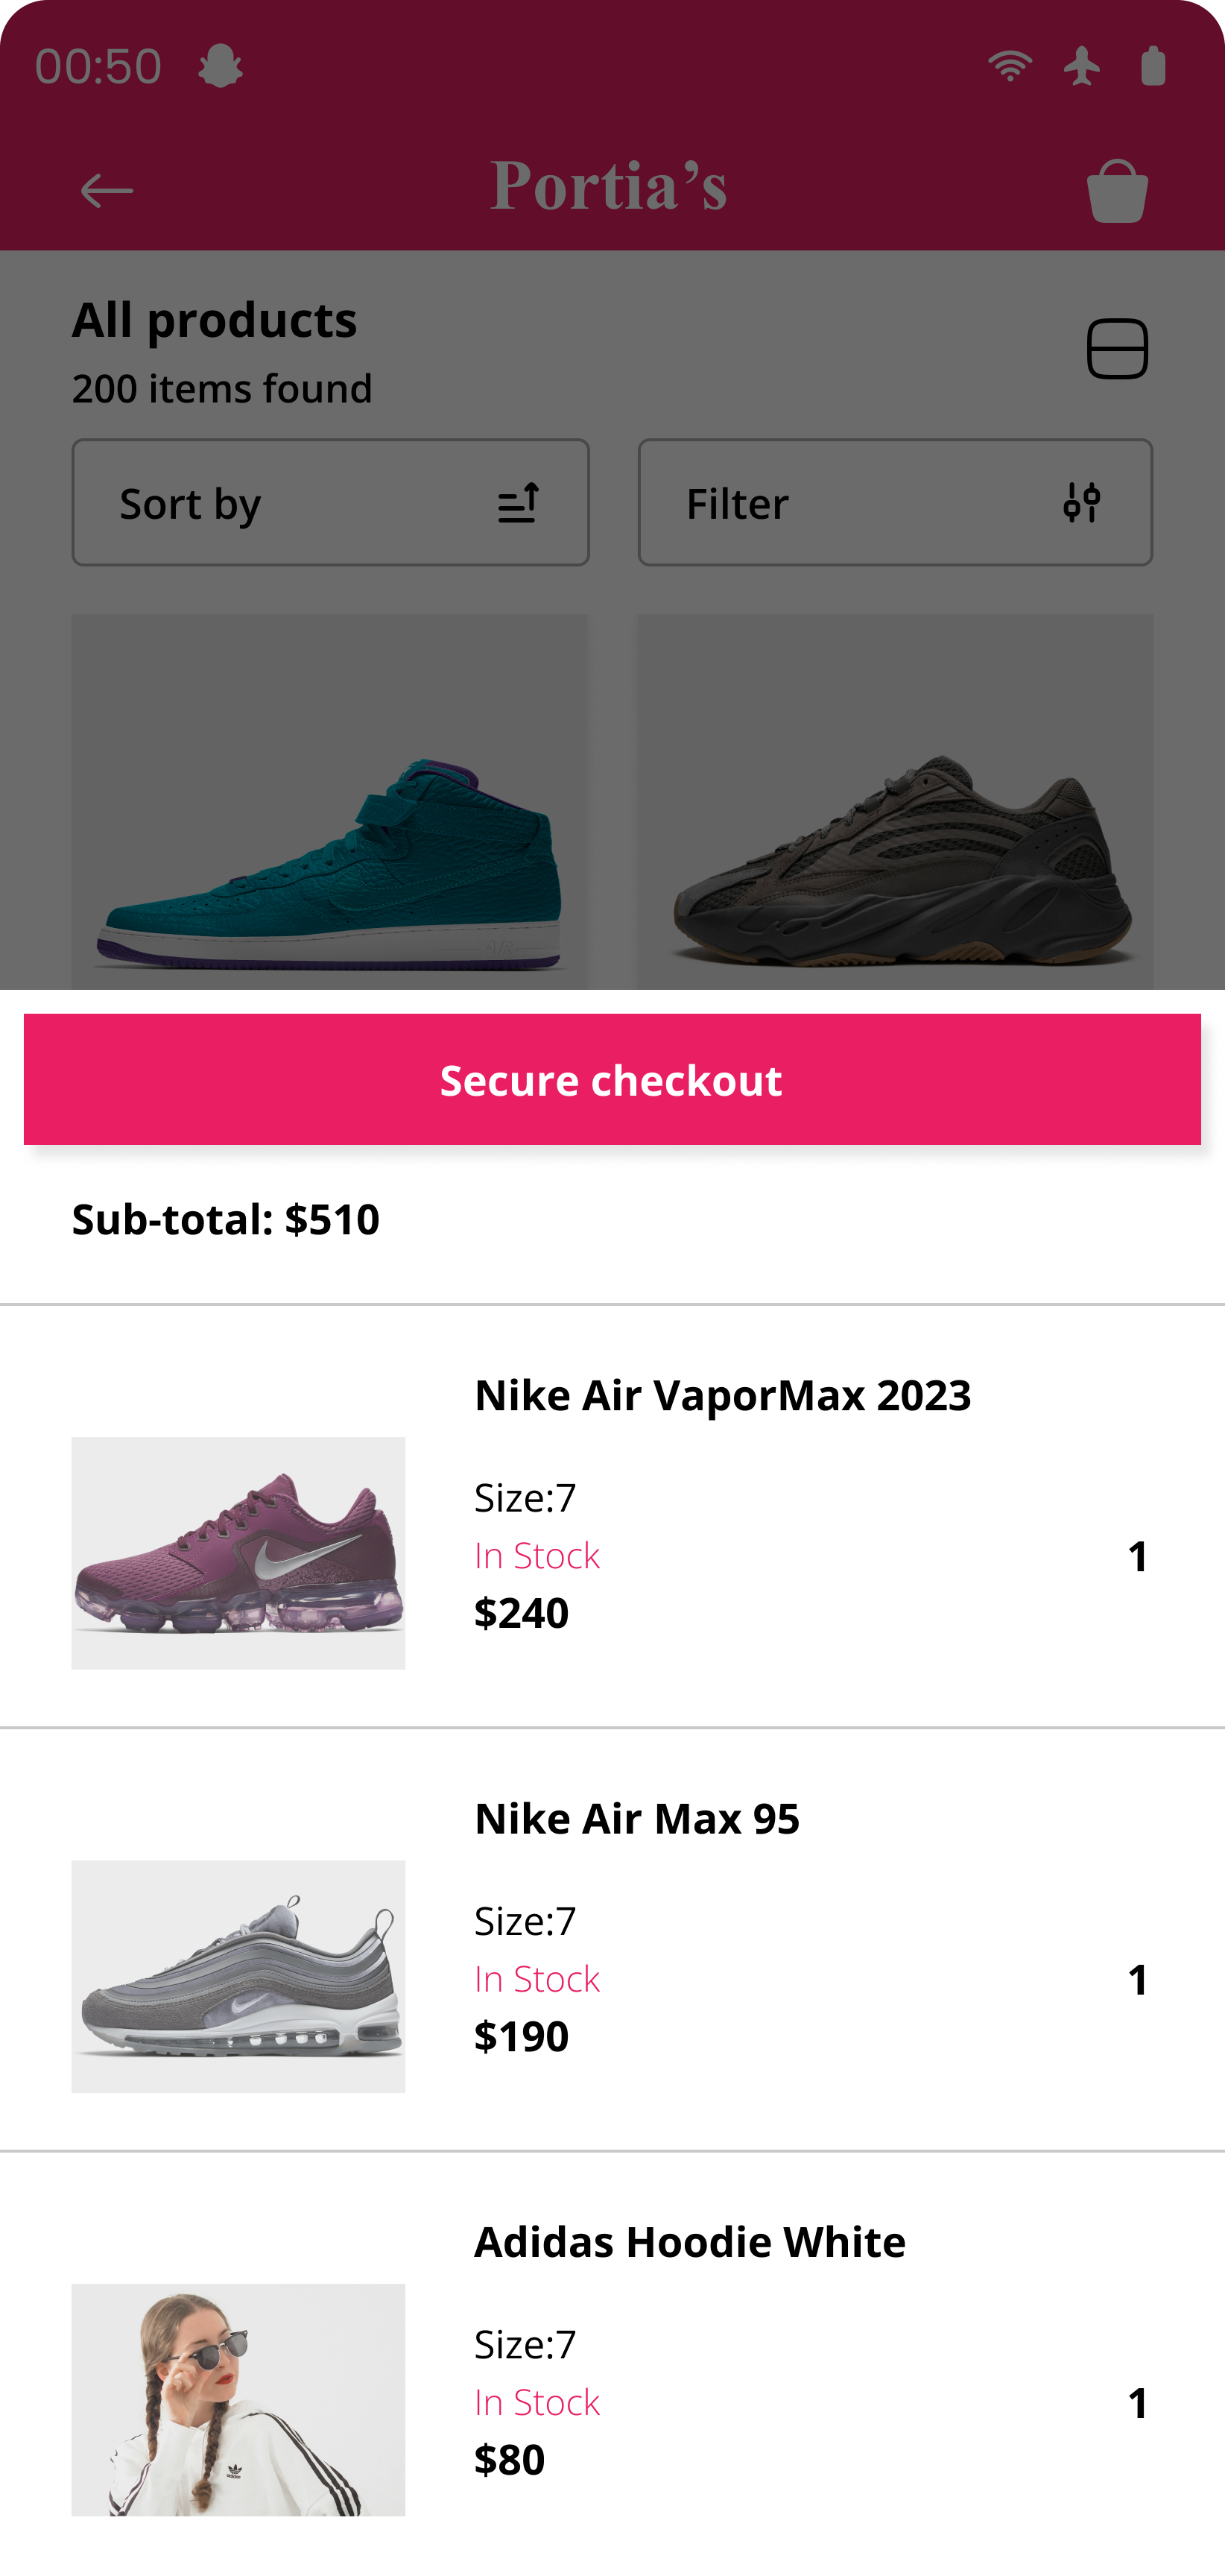 00:50
Portia’s
All products
200 items found
Sort by
Filter
Secure checkout
Sub-total: $510
Nike Air VaporMax 2023
Size:7
In Stock
1
$240
Nike Air Max 95
Size:7
In Stock
1
$190
Adidas Hoodie White
Size:7
In Stock
1
$80
adidas